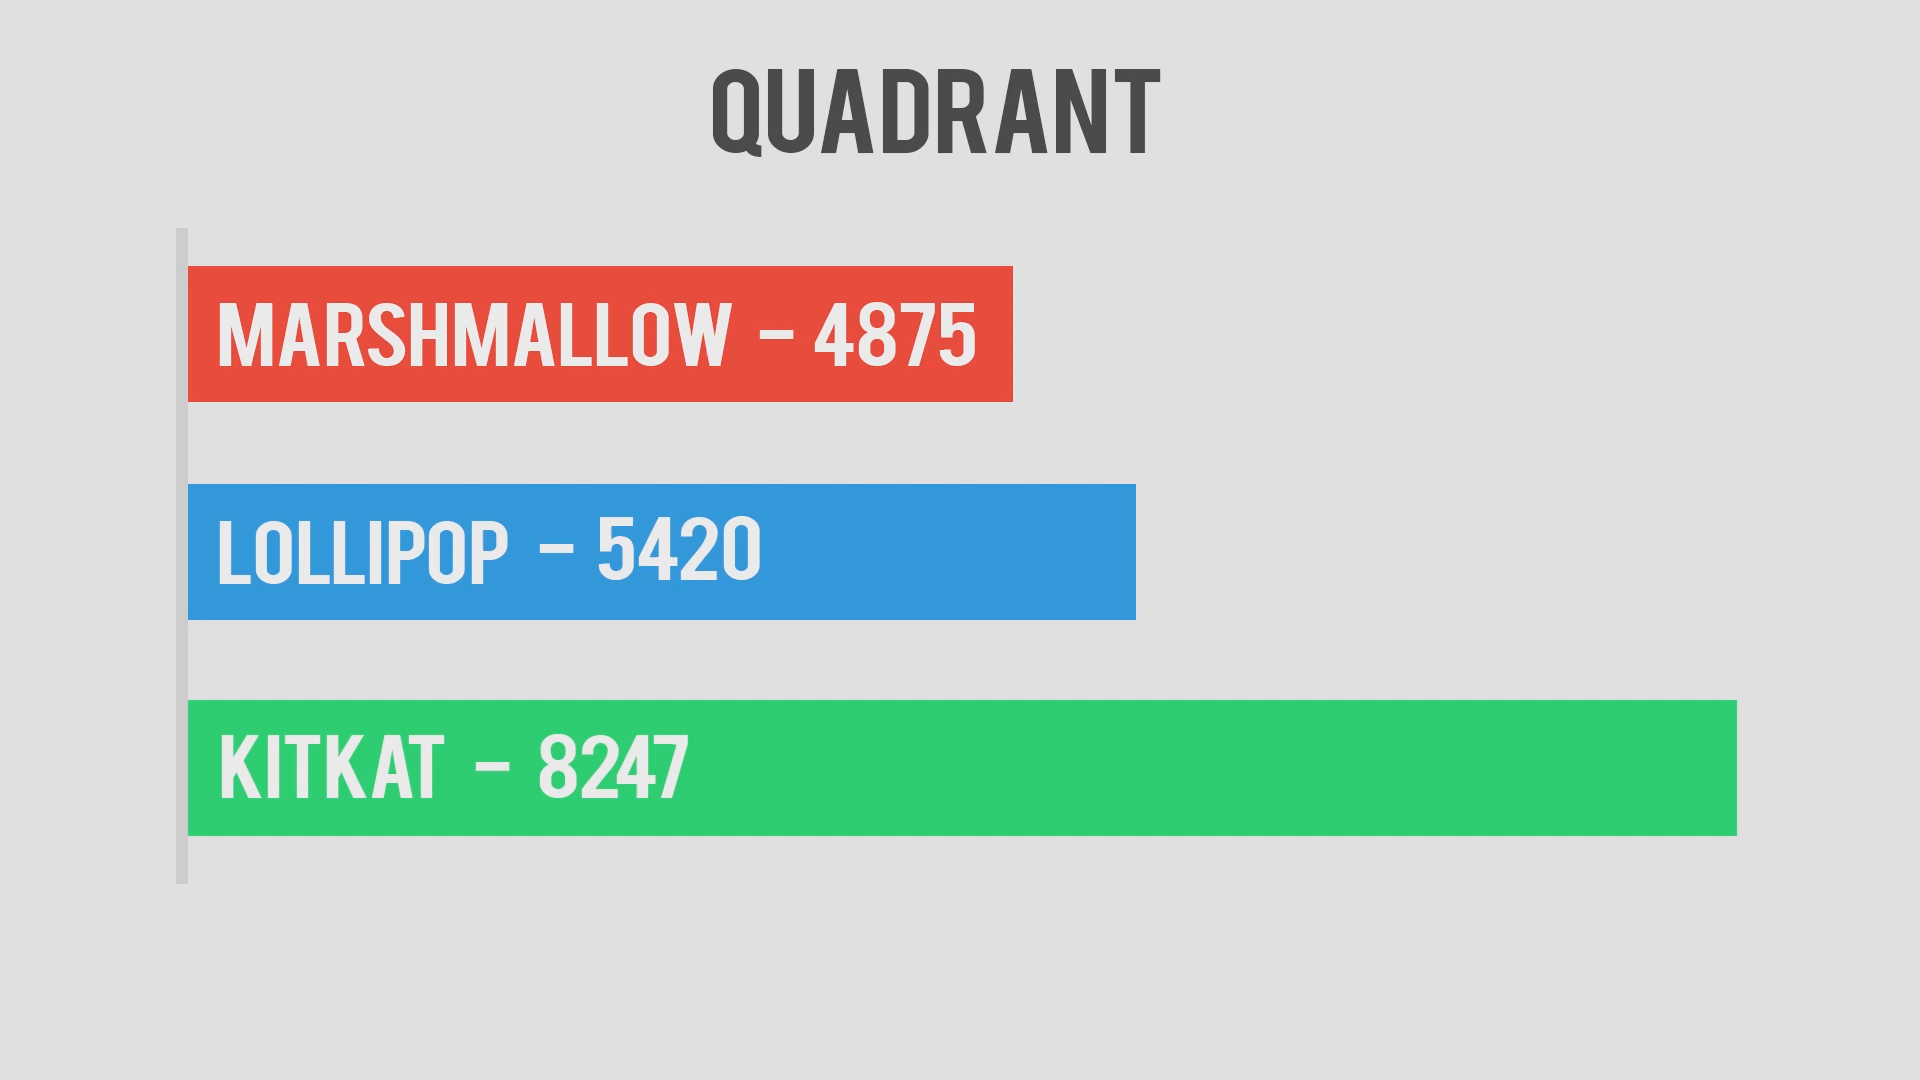 QUADRANT
MARSHMALLOW – 4875
LOLLIPOP – 5420
KITKAT – 8247